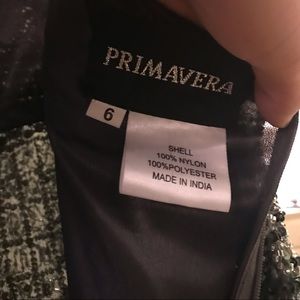 PRIMAVERA
6
SHELL
100% NYLON
100%POLYESTER
MADE IN INDIA